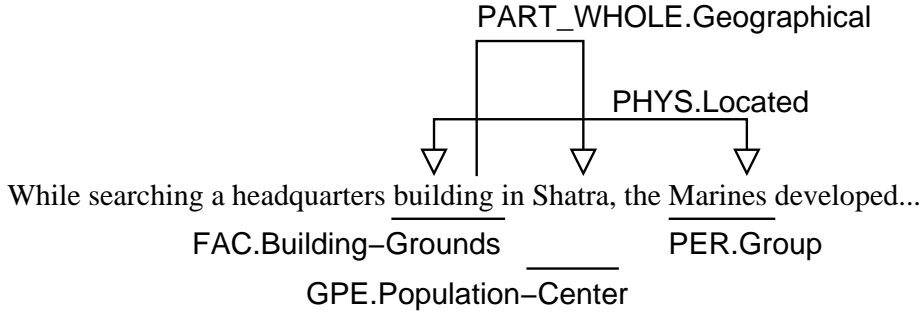 PART_WHOLE.Geographical
PHYS.Located
While searching a headquarters building in Shatra, the Marines developed...
FAC.Building–Grounds PER.Group
GPE.Population–Center